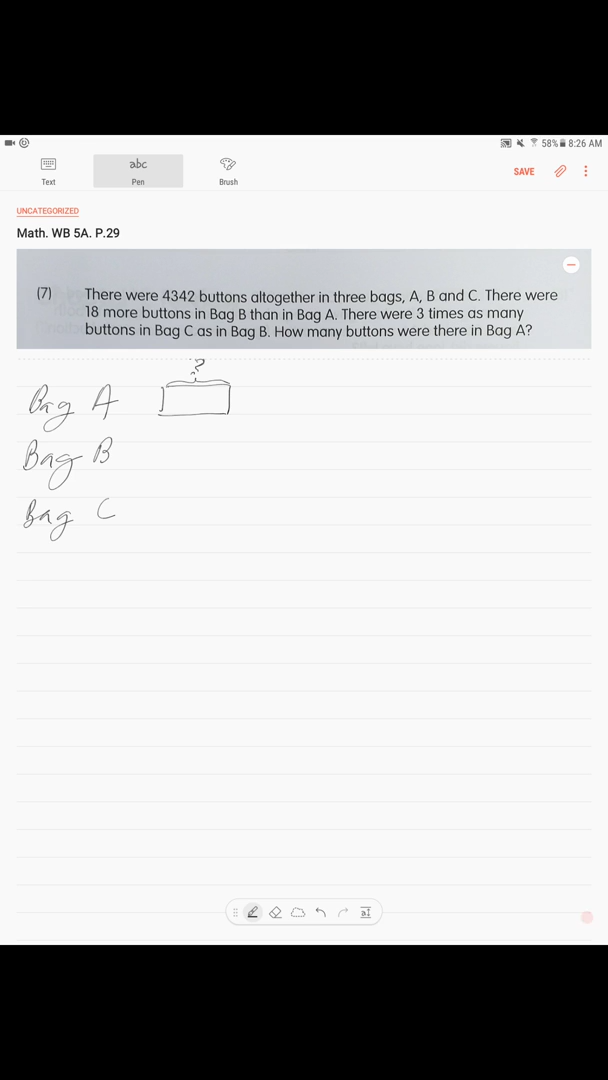 58% 8:26 AM
Text
abc
Pen
Brush
SAVE
UNCATEGORIZED
Math. WB 5A. P.29
(7) There were 4342 buttons altogether in three bags, A, B and C. There were
18 more buttons in Bag B than in Bag A. There were 3 times as many
buttons in Bag C as in Bag B. How many buttons were there in Bag A?
?
Bag A
Bag B
Bag C
aI